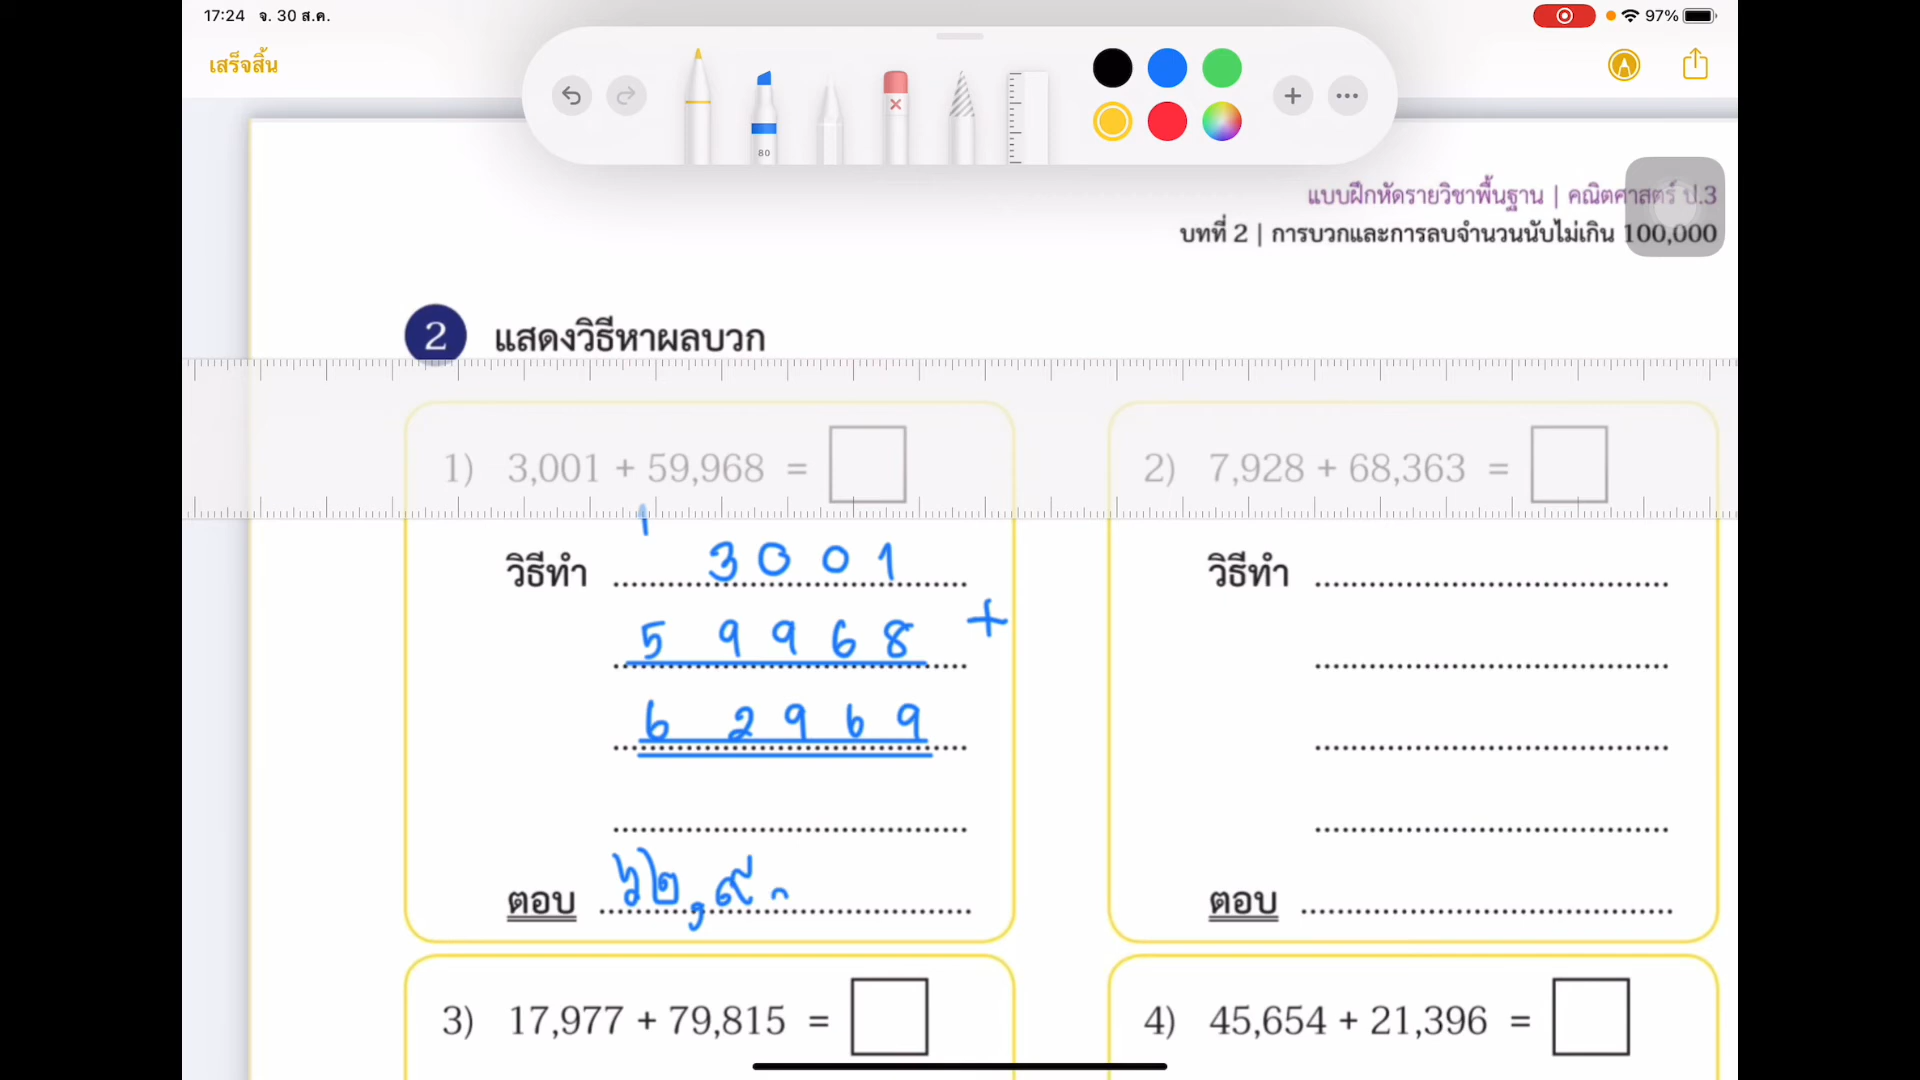 17:24 จ. 30 ส.ค.
97%
เสร็จสิ้น
80
แบบฝึกหัดรายวิชาพื้นฐาน | คณิตศาสตร์ ป.3
บทที่ 2 | การบวกและการลบจำนวนนับไม่เกิน 100,000
2 แสดงวิธีหาผลบวก
1) 3,001 + 59,968 =
1
วิธีทำ 3 0 0 1
5 9 9 6 8 +
6 2 9 6 9
ตอบ ๖๒,๙
2) 7,928 + 68,363 =
วิธีทำ
ตอบ
3) 17,977 + 79,815 =
4) 45,654 + 21,396 =